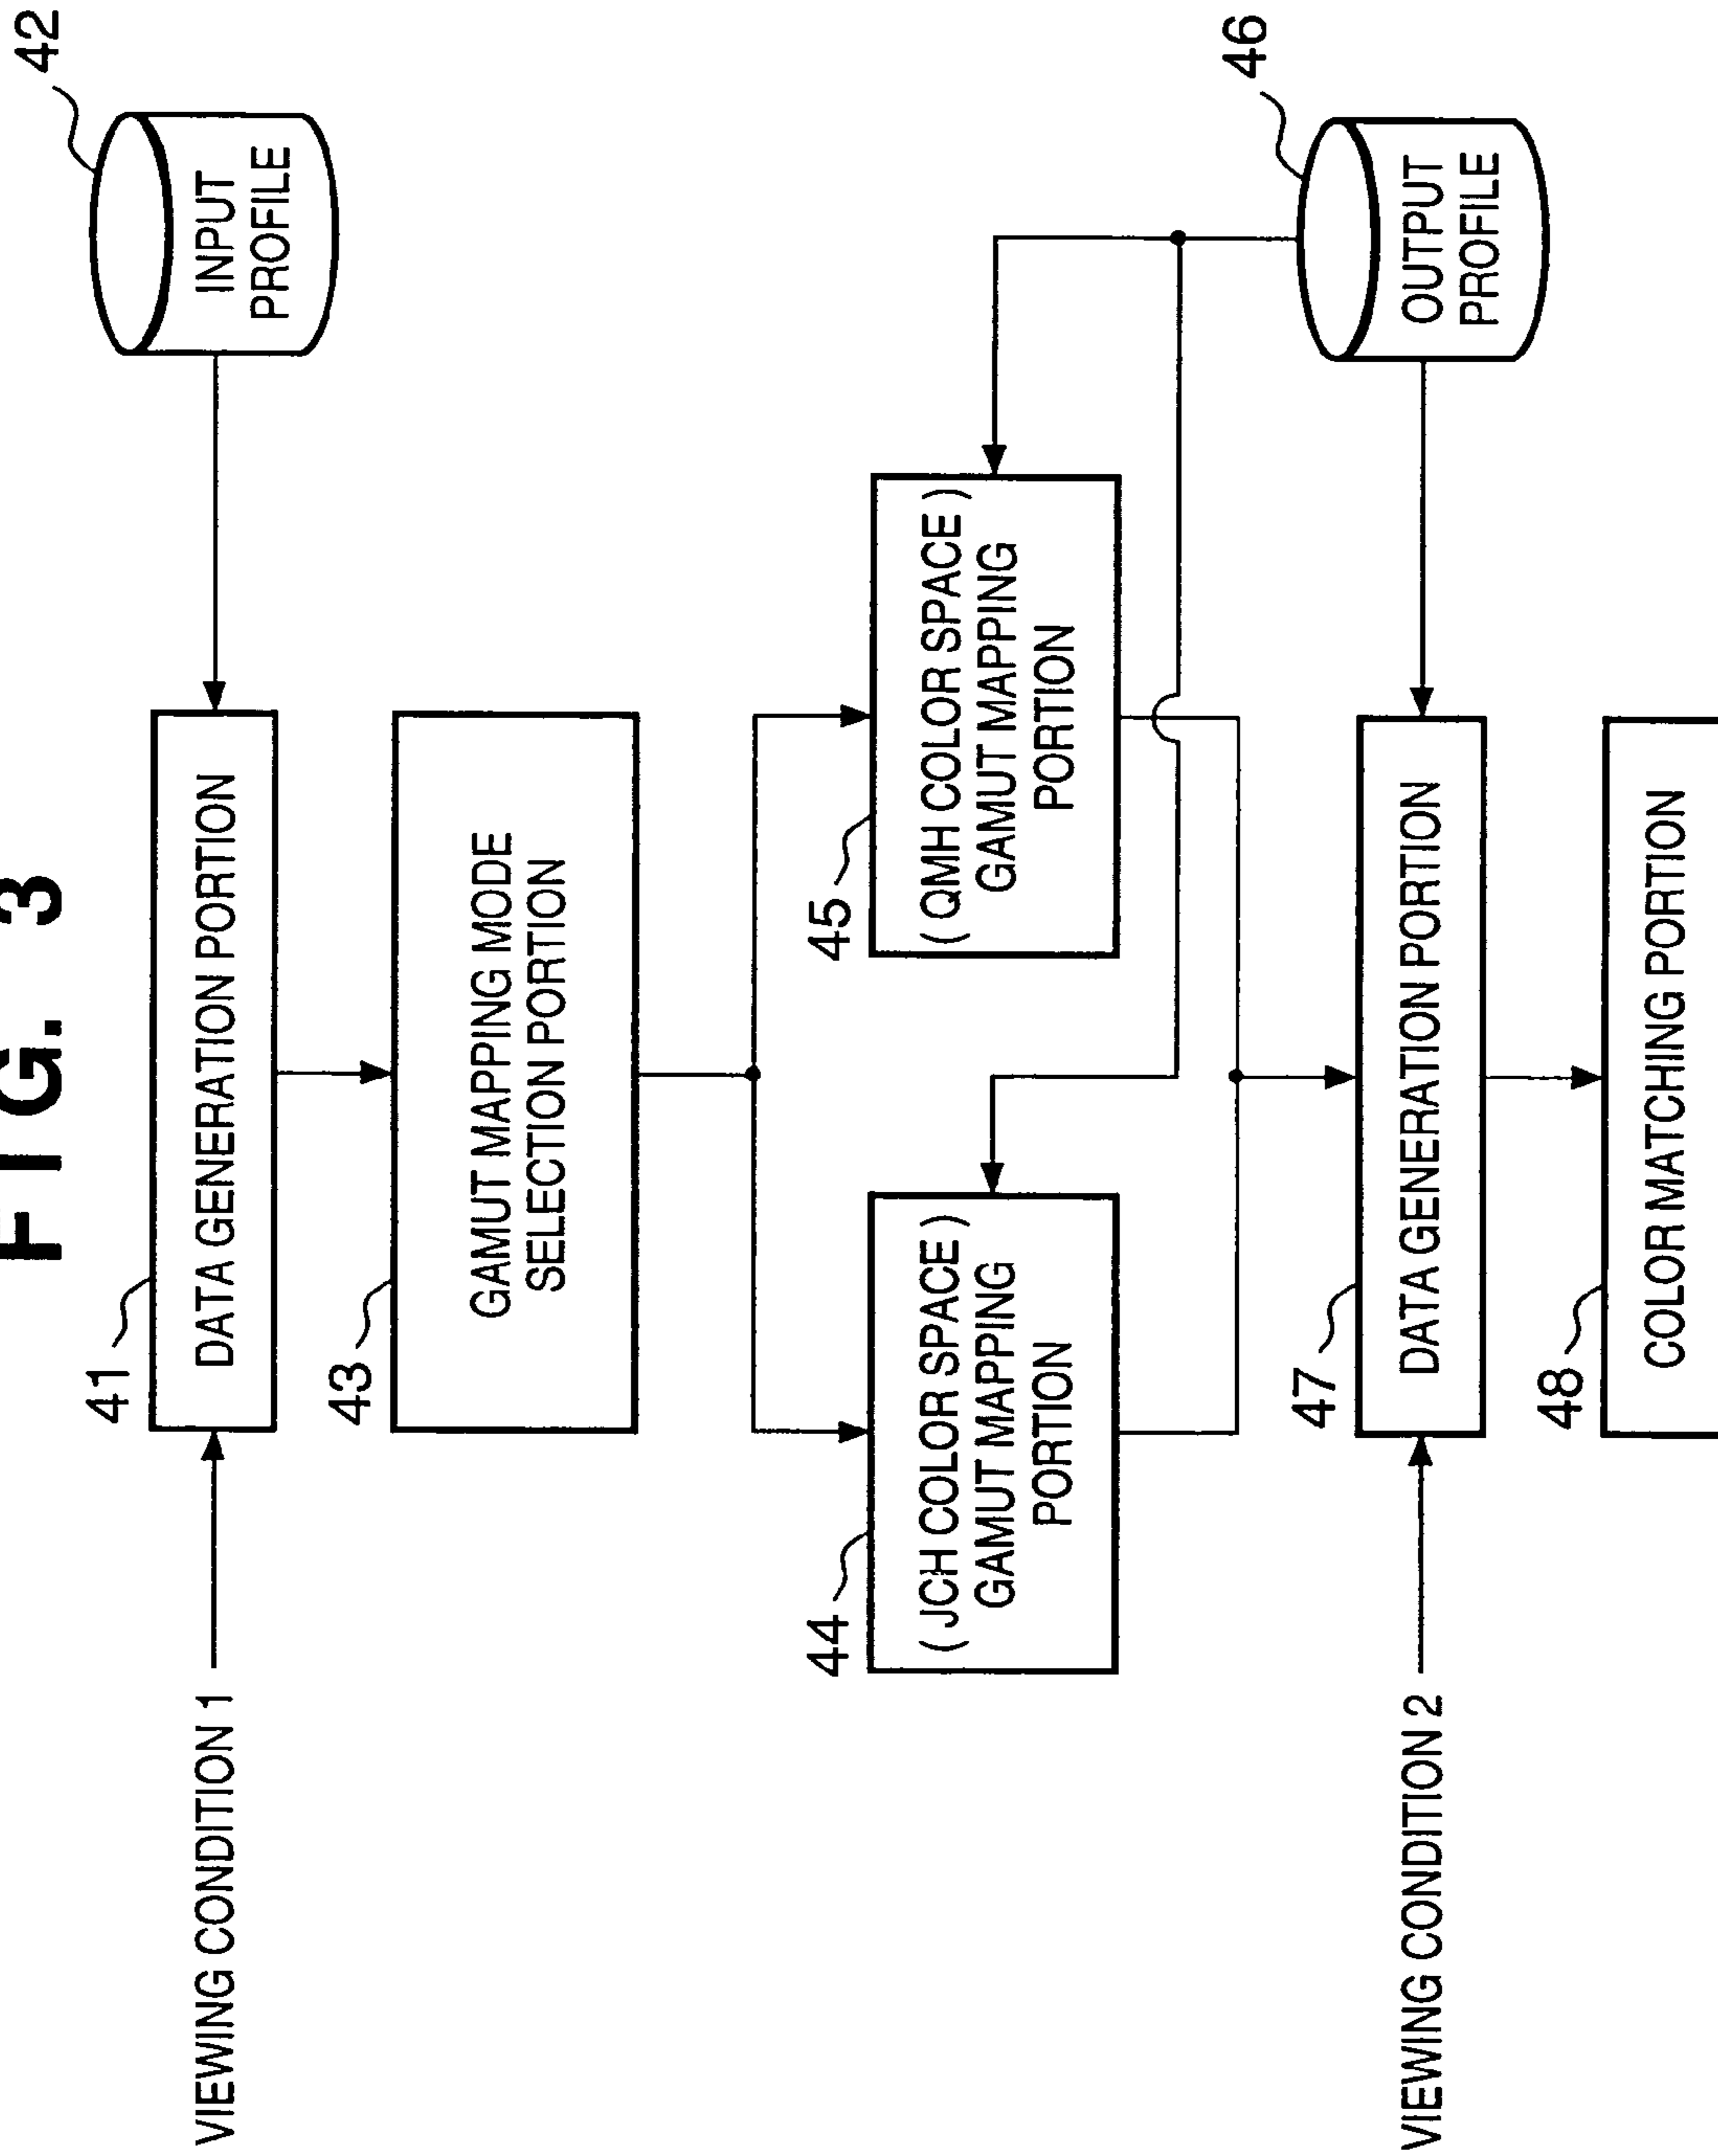 FIG. 3
42
INPUT
PROFILE
41
DATA GENERATION PORTION
VIEWING CONDITION 1
43
GAMUT MAPPING MODE
SELECTION PORTION
44
( JCH COLOR SPACE )
GAMUT MAPPING
PORTION
45
( QMH COLOR SPACE )
GAMUT MAPPING
PORTION
46
OUTPUT
PROFILE
47
DATA GENERATION PORTION
VIEWING CONDITION 2
48
COLOR MATCHING PORTION